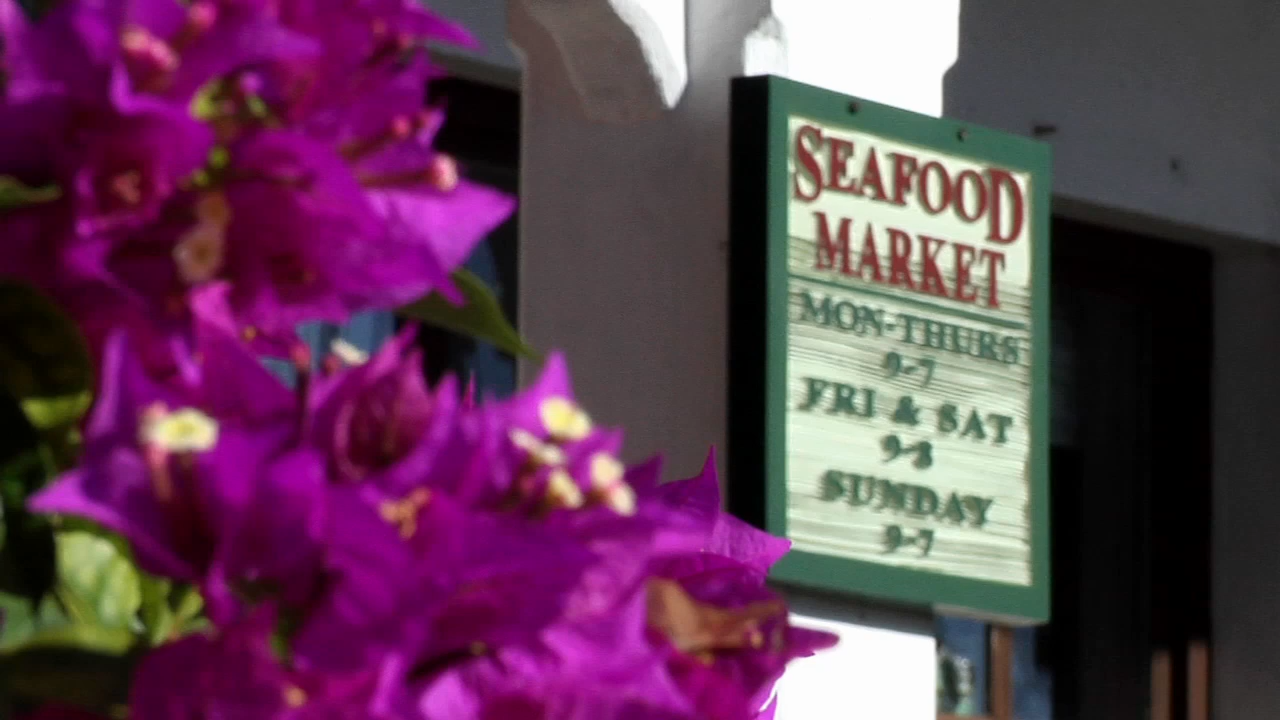 SEAFOOD
MARKET
MON-THURS
9-7
FRI & SAT
9-8
SUNDAY
9-7